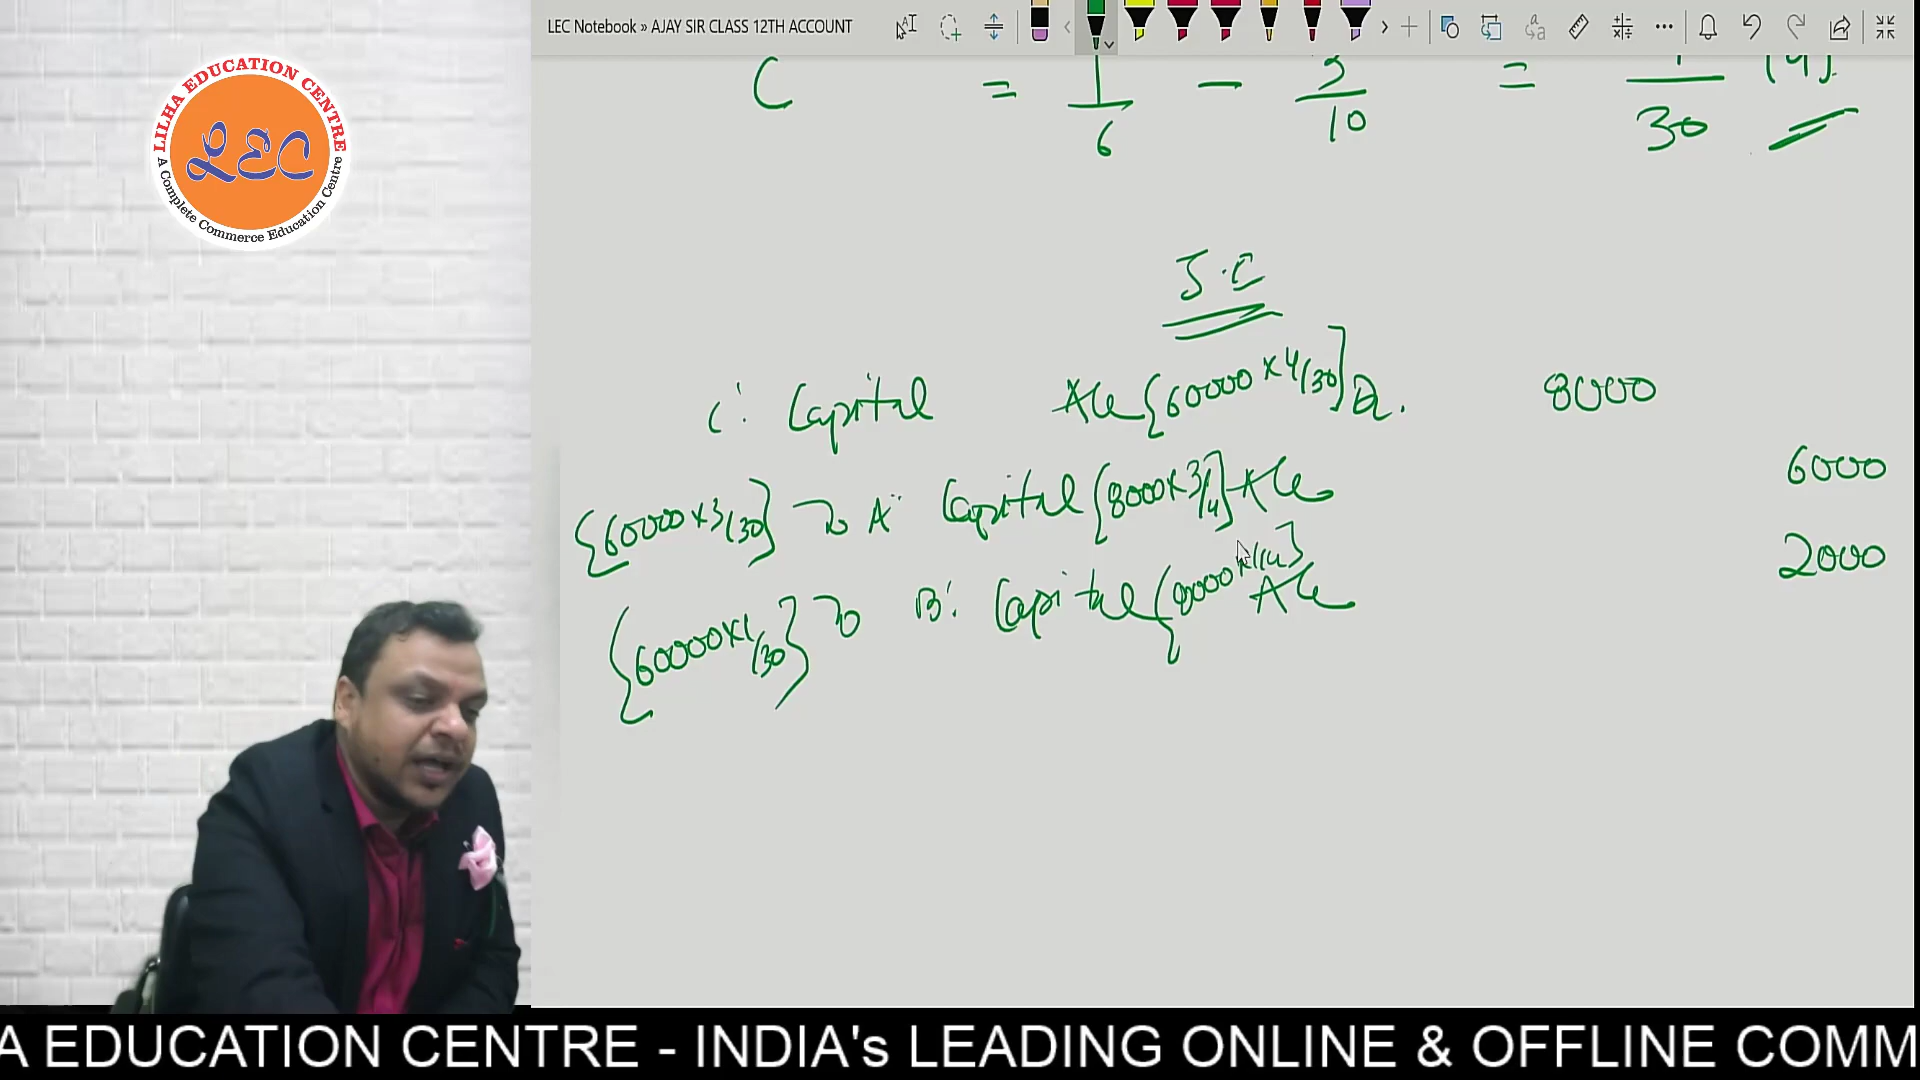 LEC Notebook » AJAY SIR CLASS 12TH ACCOUNT
LILHA EDUCATION CENTRE
LEC
A Complete Commerce Education Centre
C = 1/6 - 3/10 = /30
J.E
C's Capital A/c {60000 x 4/30} Dr. 8000
{60000 x 3/30} To A's Capital {8000 x 3/4} A/c 6000
{60000 x 1/30} To B's Capital {8000 x 1/4} A/c 2000
A EDUCATION CENTRE - INDIA's LEADING ONLINE & OFFLINE COMM